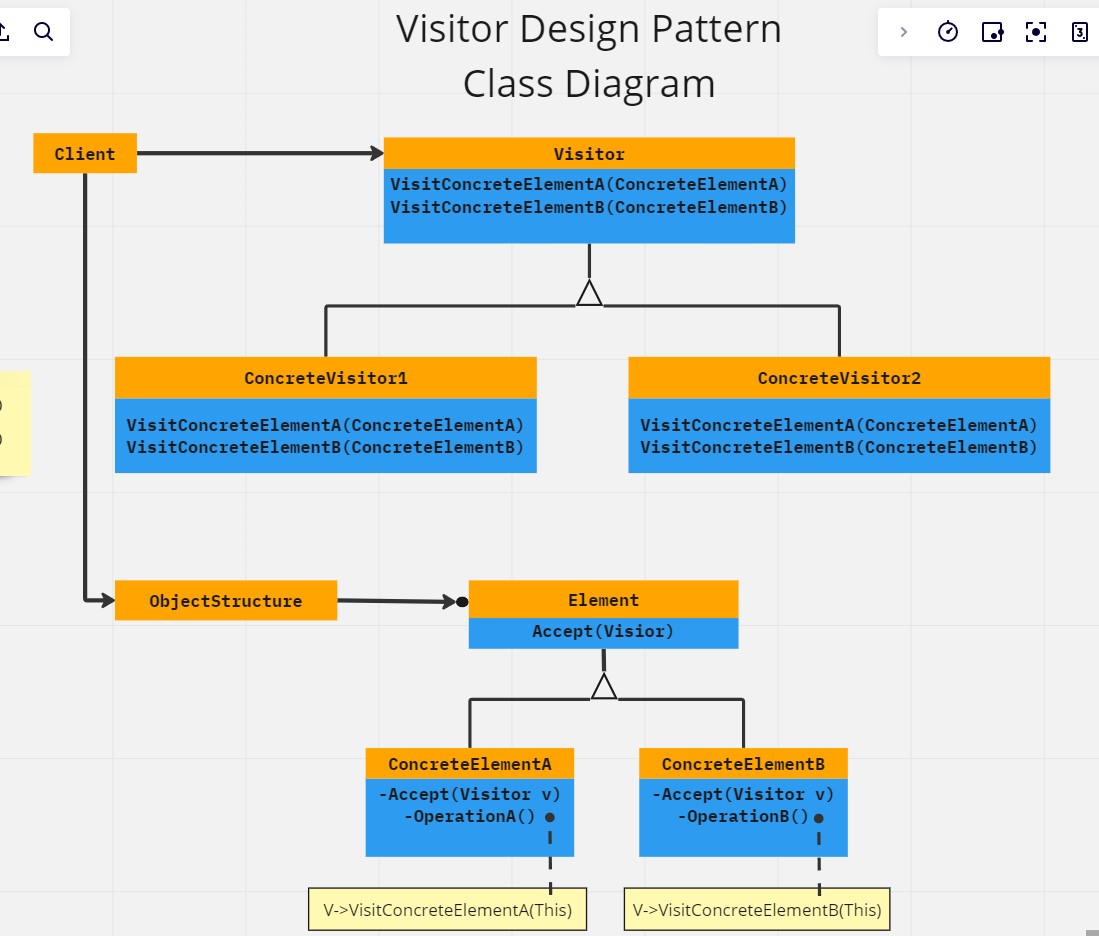 Visitor Design Pattern
Class Diagram
3
Client
Visitor
VisitConcreteElementA(ConcreteElementA)
VisitConcreteElementB(ConcreteElementB)
ConcreteVisitor1
VisitConcreteElementA(ConcreteElementA)
VisitConcreteElementB(ConcreteElementB)
ConcreteVisitor2
VisitConcreteElementA(ConcreteElementA)
VisitConcreteElementB(ConcreteElementB)
)
)
ObjectStructure
Element
Accept(Visior)
ConcreteElementA
-Accept(Visitor v)
-OperationA()
ConcreteElementB
-Accept(Visitor v)
-OperationB()
V->VisitConcreteElementA(This)
V->VisitConcreteElementB(This)